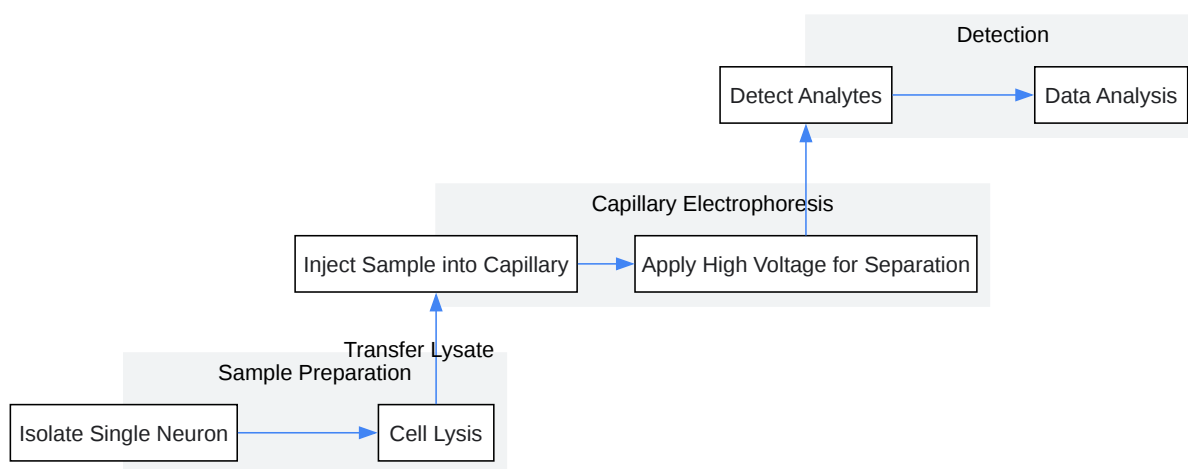 Detection
Detect Analytes
Data Analysis
Capillary Electrophoresis
Inject Sample into Capillary
Apply High Voltage for Separation
Transfer Lysate
Sample Preparation
Isolate Single Neuron
Cell Lysis